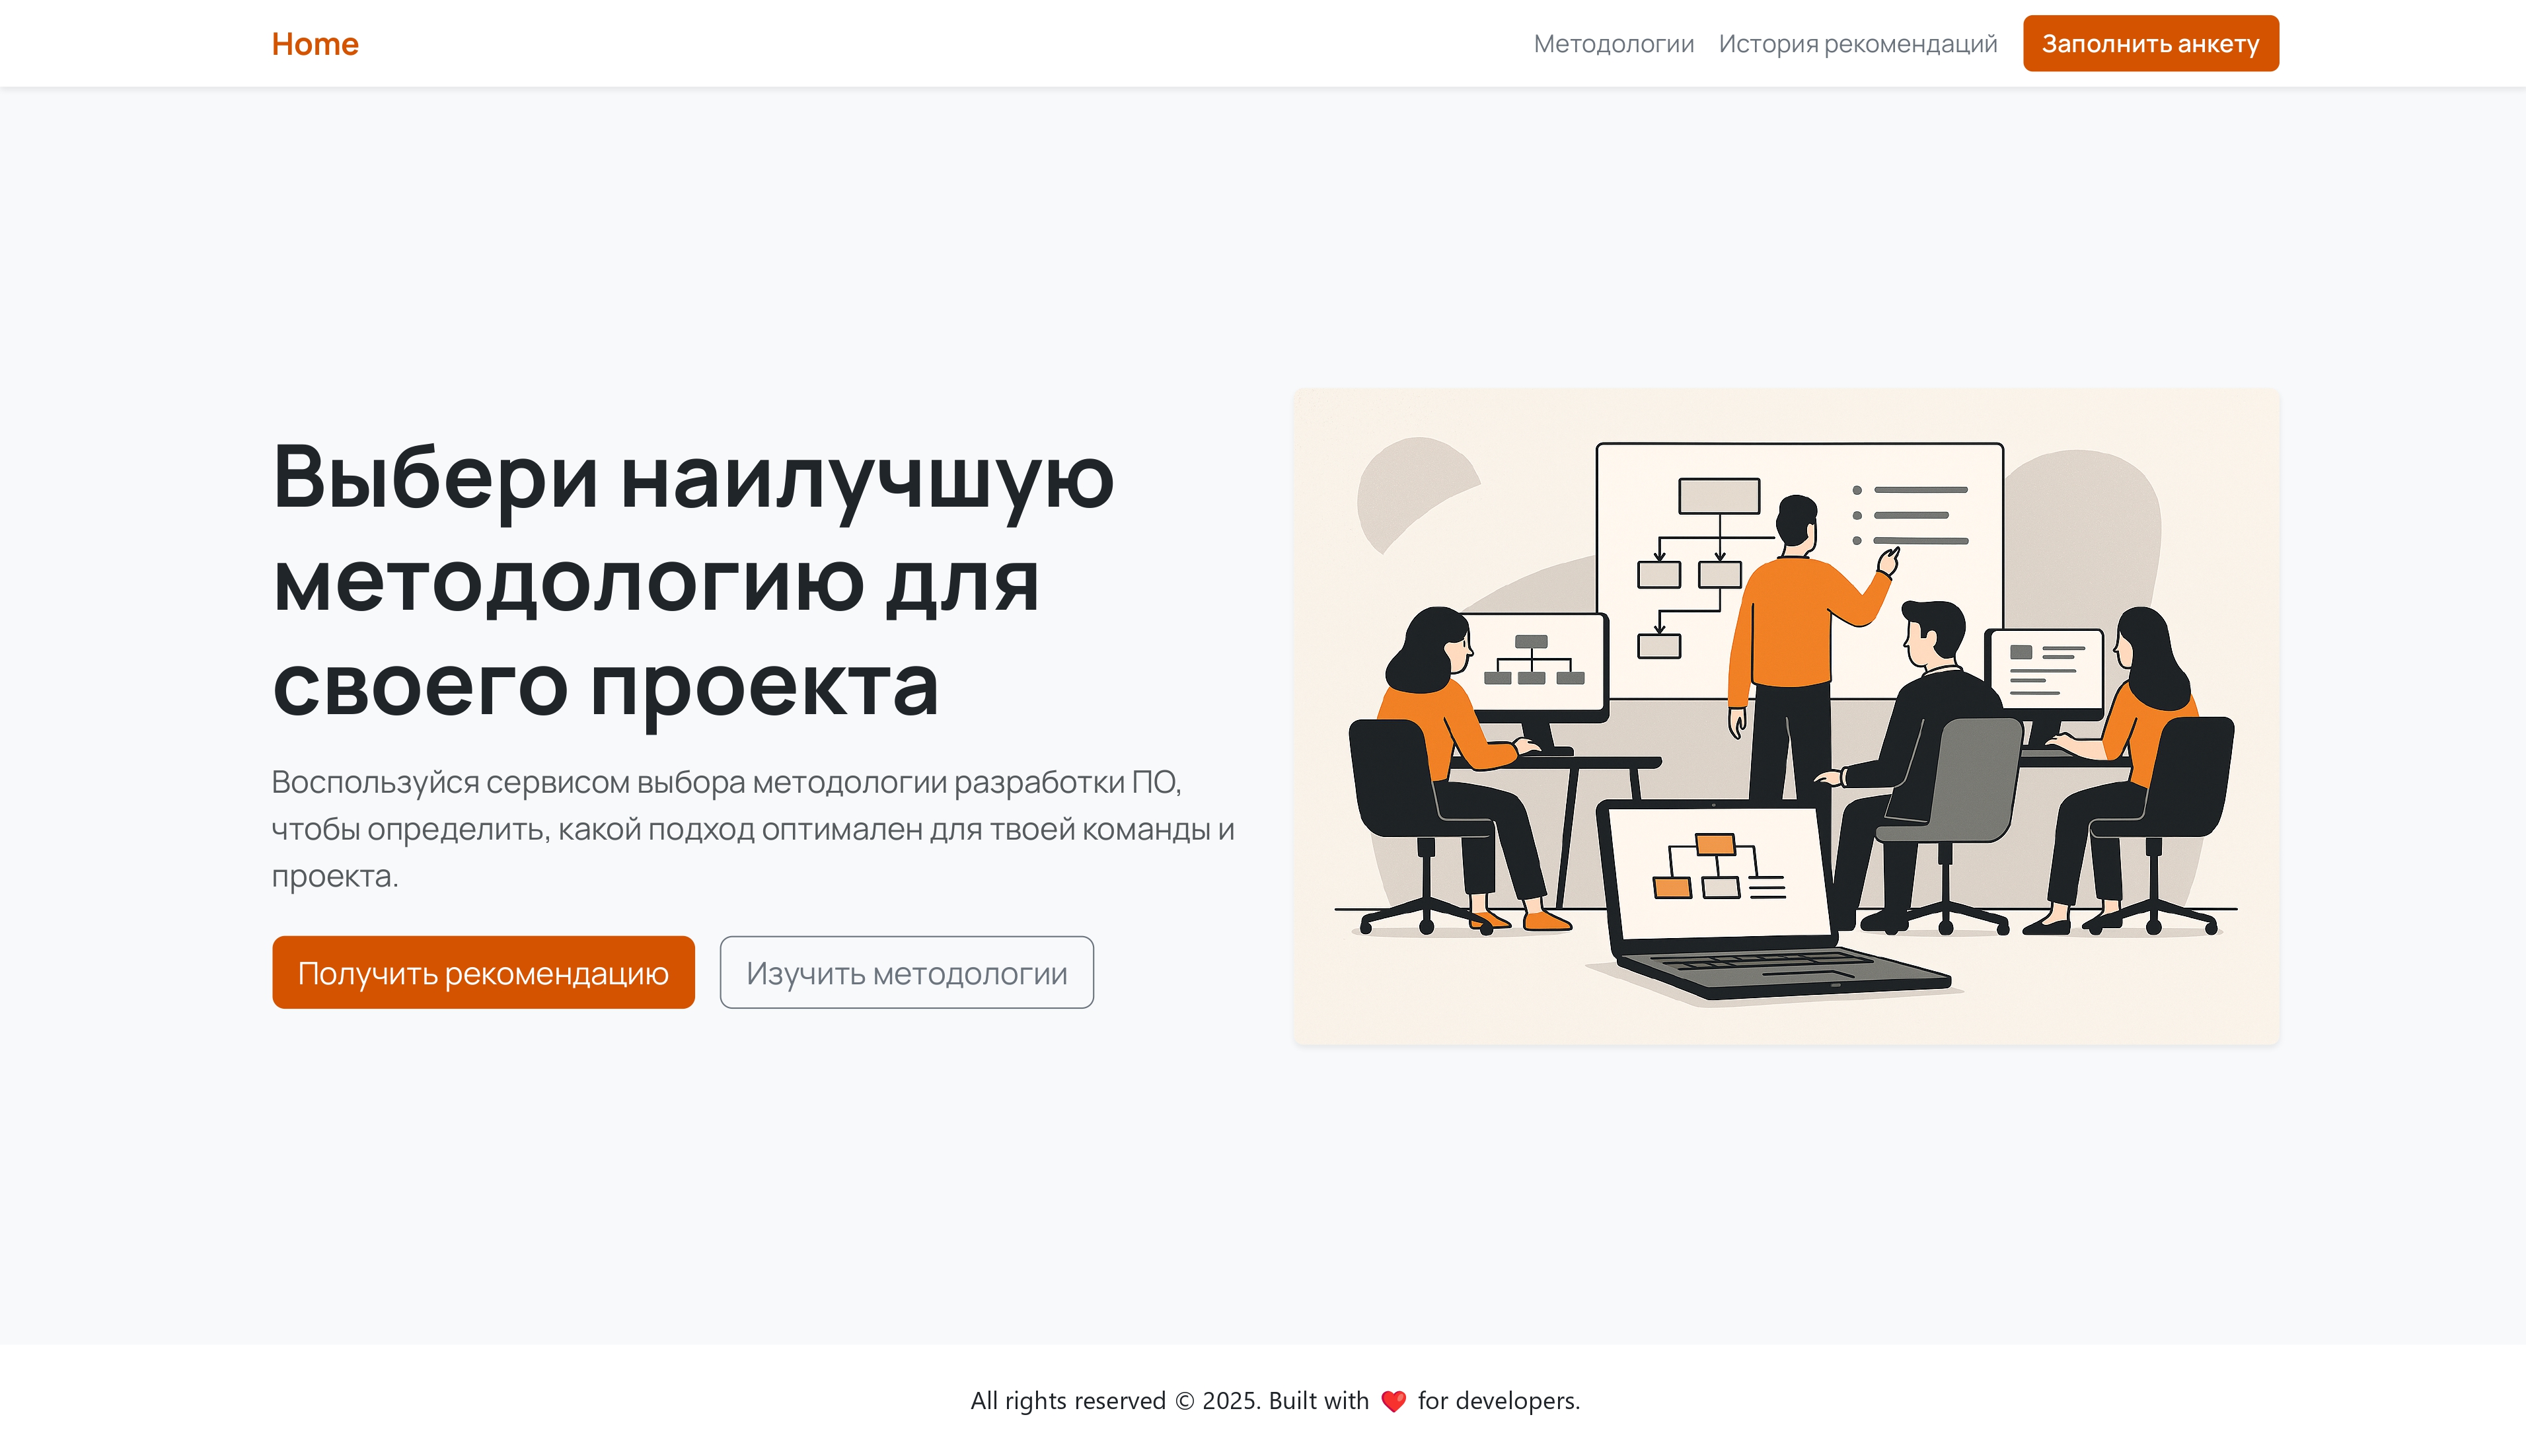 Home
Методологии
История рекомендаций
Заполнить анкету
Выбери наилучшую
методологию для
своего проекта
Воспользуйся сервисом выбора методологии разработки ПО,
чтобы определить, какой подход оптимален для твоей команды и
проекта.
Получить рекомендацию
Изучить методологии
All rights reserved © 2025. Built with ❤️ for developers.